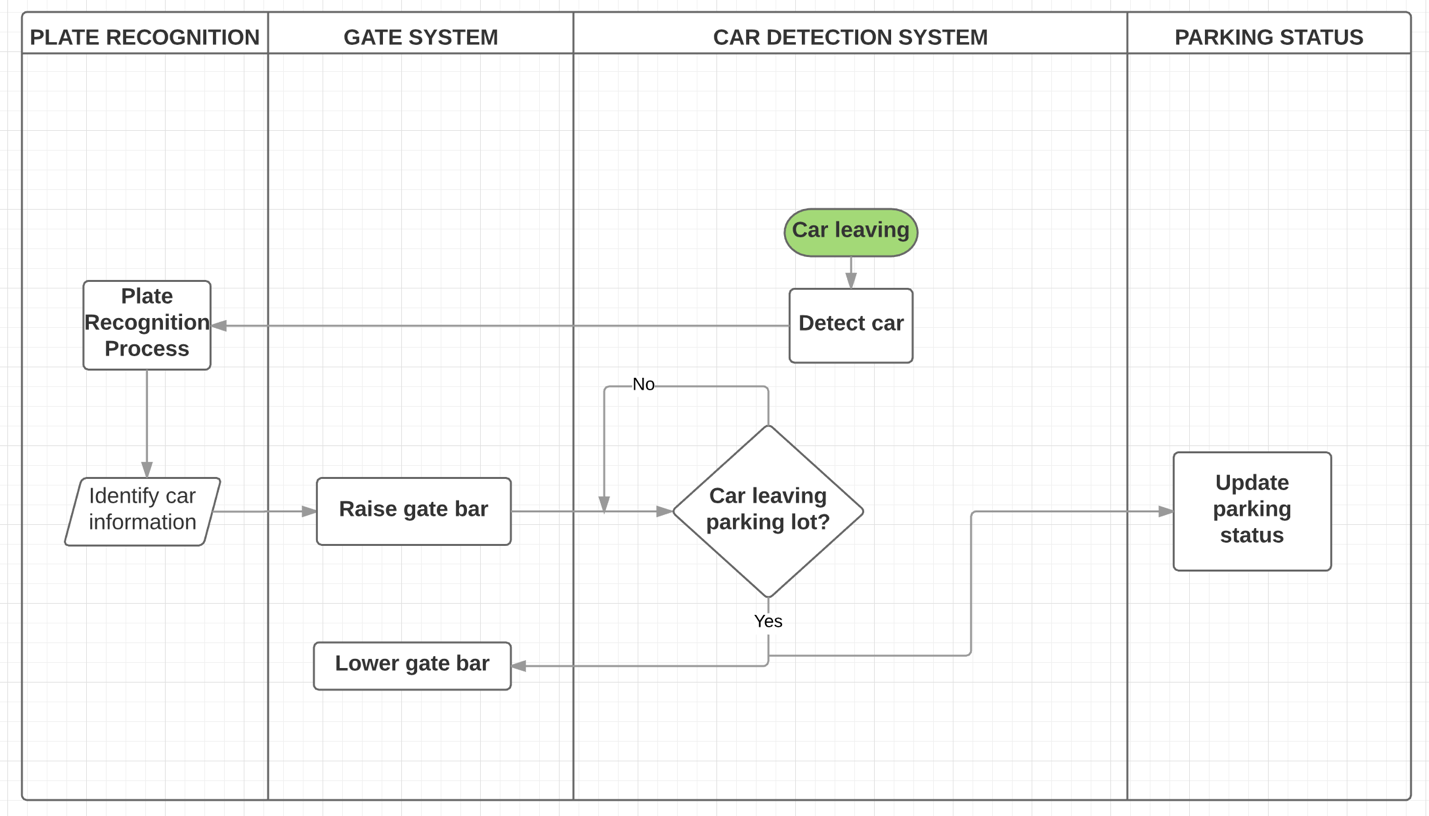 PLATE RECOGNITION
GATE SYSTEM
CAR DETECTION SYSTEM
PARKING STATUS
Car leaving
Detect car
Plate
Recognition
Process
No
Identify car
information
Raise gate bar
Car leaving
parking lot?
Update
parking
status
Yes
Lower gate bar